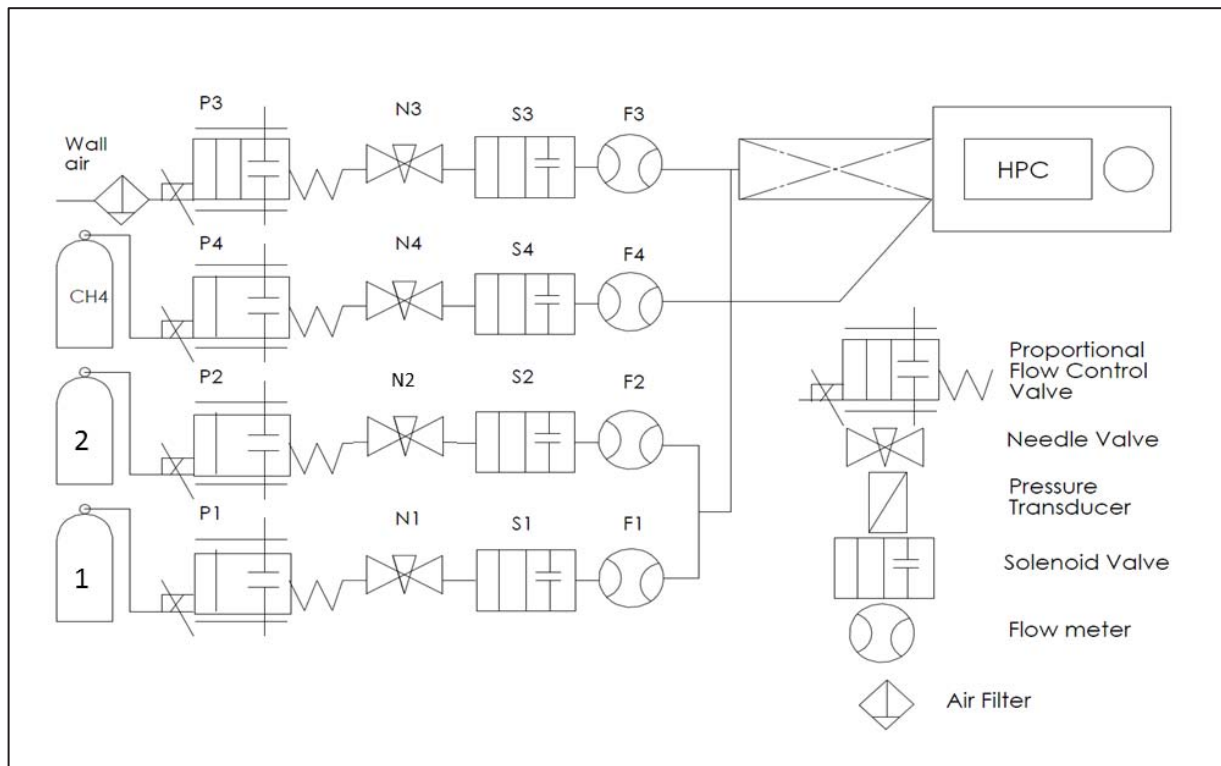 P3
N3
S3
F3
Wall
air
HPC
P4
N4
S4
F4
CH4
P2
N2
S2
F2
2
P1
N1
S1
F1
1
Proportional
Flow Control
Valve
Needle Valve
Pressure
Transducer
Solenoid Valve
Flow meter
Air Filter